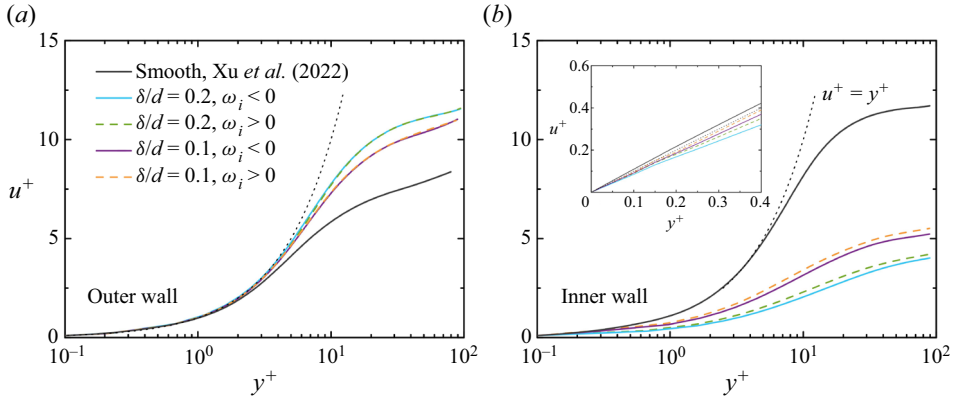 (a)
15
10
5
0
u⁺
Smooth, Xu et al. (2022)
δ/d = 0.2, ωᵢ < 0
δ/d = 0.2, ωᵢ > 0
δ/d = 0.1, ωᵢ < 0
δ/d = 0.1, ωᵢ > 0
Outer wall
10⁻¹ 10⁰ 10¹ 10²
y⁺
(b)
15
10
5
0
0.6
0.4
0.2
u⁺
0 0.1 0.2 0.3 0.4
y⁺
u⁺ = y⁺
Inner wall
10⁻¹ 10⁰ 10¹ 10²
y⁺